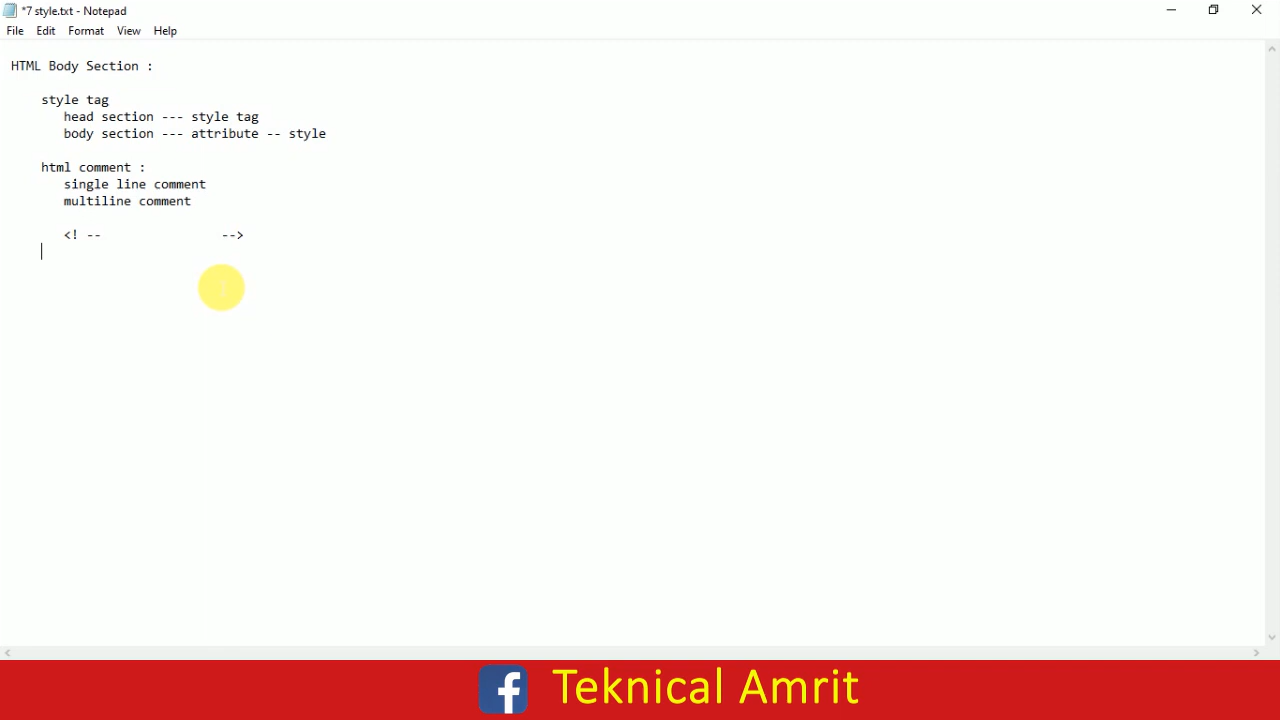 *7 style.txt - Notepad
File Edit Format View Help
HTML Body Section :
style tag
head section --- style tag
body section --- attribute -- style
html comment :
single line comment
multiline comment
<! -- -->
f Teknical Amrit